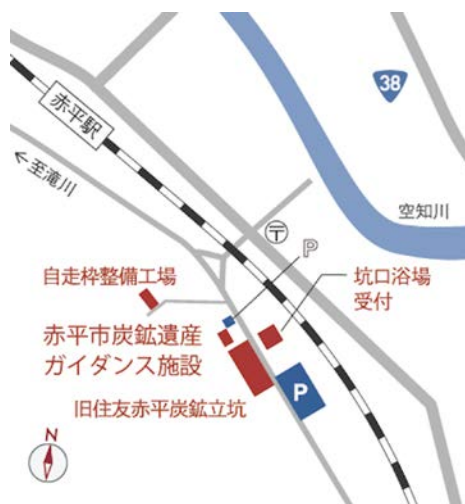 38
赤平駅
←至滝川
空知川
〒
P
自走枠整備工場
坑口浴場
受付
赤平市炭鉱遺産
ガイダンス施設
P
旧住友赤平炭鉱立坑
N